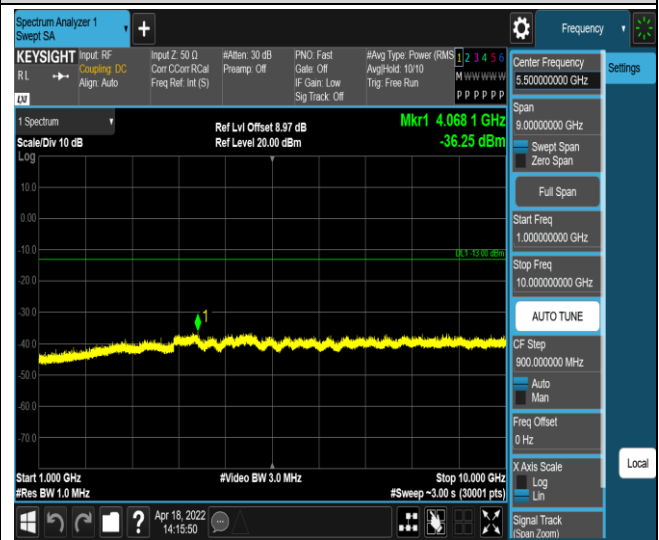 Spectrum Analyzer 1
Swept SA
+
Frequency
KEYSIGHT
RL
LXI
Input: RF
Coupling: DC
Align: Auto
Input Z: 50 Ω
Corr CCorr RCal
Freq Ref: Int (S)
#Atten: 30 dB
Preamp: Off
PNO: Fast
Gate: Off
IF Gain: Low
Sig Track: Off
#Avg Type: Power (RMS
Avg|Hold: 10/10
Trig: Free Run
1 2 3 4 5 6
M W W W W W
P P P P P P
1 Spectrum
Scale/Div 10 dB
Ref Lvl Offset 8.97 dB
Ref Level 20.00 dBm
Mkr1 4.068 1 GHz
-36.25 dBm
Log
10.0
0.00
-10.0
DL1 -13.00 dBm
-20.0
-30.0
1
-40.0
-50.0
-60.0
-70.0
Start 1.000 GHz
#Res BW 1.0 MHz
#Video BW 3.0 MHz
Stop 10.000 GHz
#Sweep ~3.00 s (30001 pts)
?
Apr 18, 2022
14:15:50
Center Frequency
5.500000000 GHz
Span
9.00000000 GHz
Swept Span
Zero Span
Full Span
Start Freq
1.000000000 GHz
Stop Freq
10.000000000 GHz
AUTO TUNE
CF Step
900.000000 MHz
Auto
Man
Freq Offset
0 Hz
X Axis Scale
Log
Lin
Signal Track
(Span Zoom)
Settings
Local